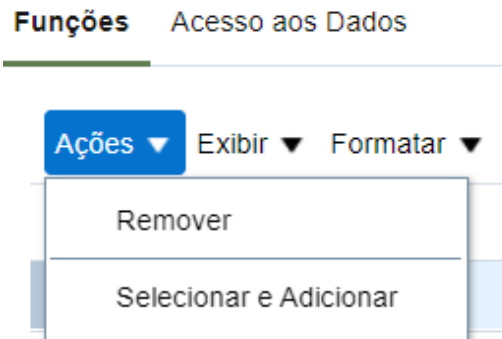 Funções Acesso aos Dados
Ações Exibir Formatar
Remover
Selecionar e Adicionar